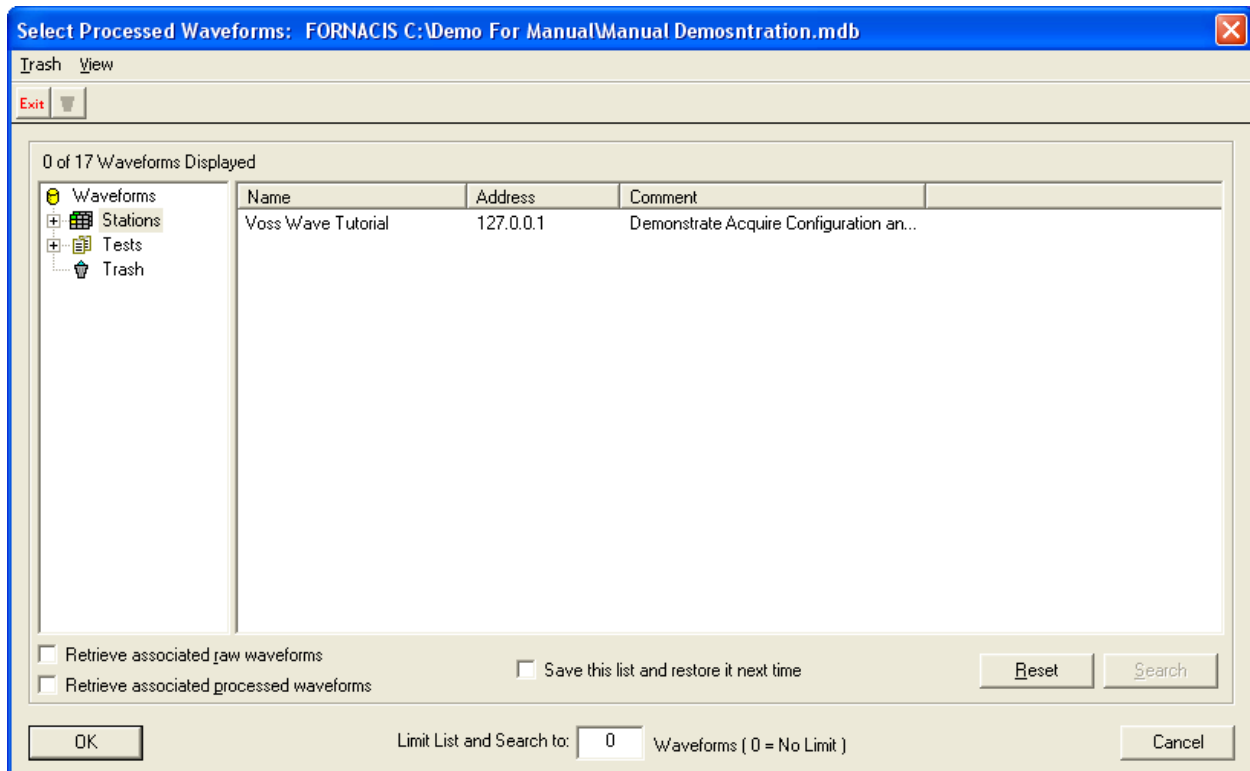 Select Processed Waveforms:   FORNACIS C:\Demo For Manual\Manual Demosntration.mdb
Trash View
Exit
0 of 17 Waveforms Displayed
Waveforms
Stations
Tests
Trash
Name Address Comment
Voss Wave Tutorial 127.0.0.1 Demonstrate Acquire Configuration an...
Retrieve associated raw waveforms
Retrieve associated processed waveforms
Save this list and restore it next time
Reset Search
OK Limit List and Search to: 0 Waveforms ( 0 = No Limit ) Cancel